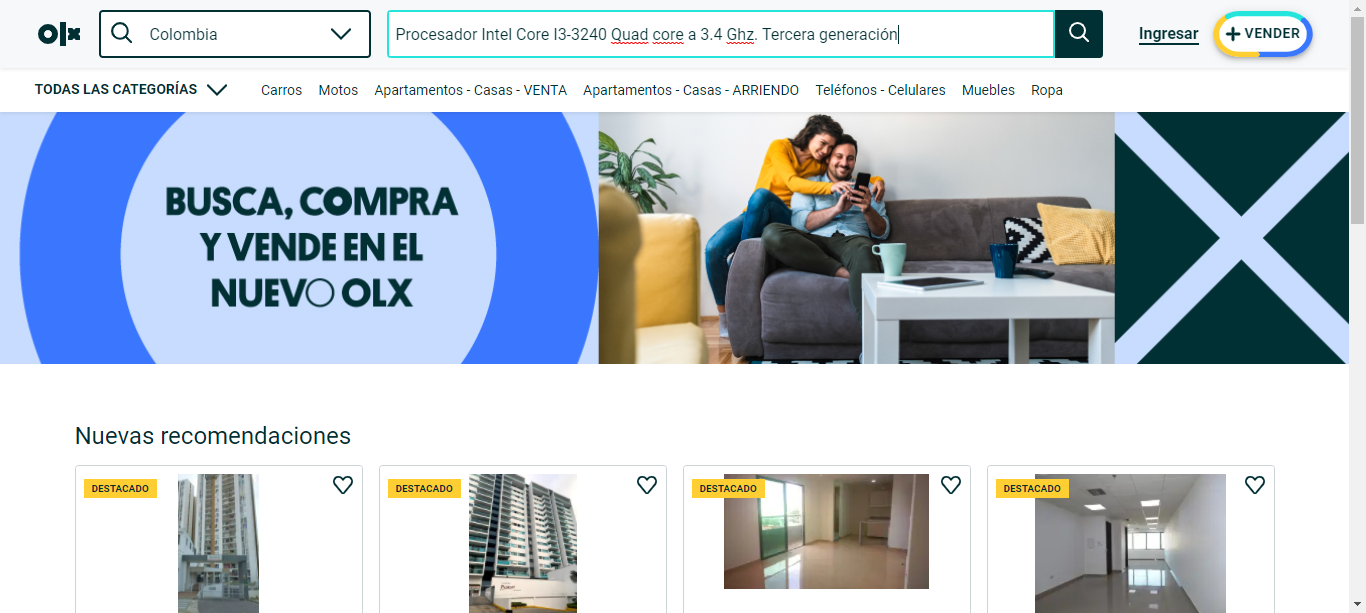 olx
Colombia
Procesador Intel Core I3-3240 Quad core a 3.4 Ghz. Tercera generación
Ingresar
+ VENDER
TODAS LAS CATEGORÍAS
Carros
Motos
Apartamentos - Casas - VENTA
Apartamentos - Casas - ARRIENDO
Teléfonos - Celulares
Muebles
Ropa
BUSCA, COMPRA
Y VENDE EN EL
NUEVO OLX
Nuevas recomendaciones
DESTACADO
DESTACADO
DESTACADO
DESTACADO